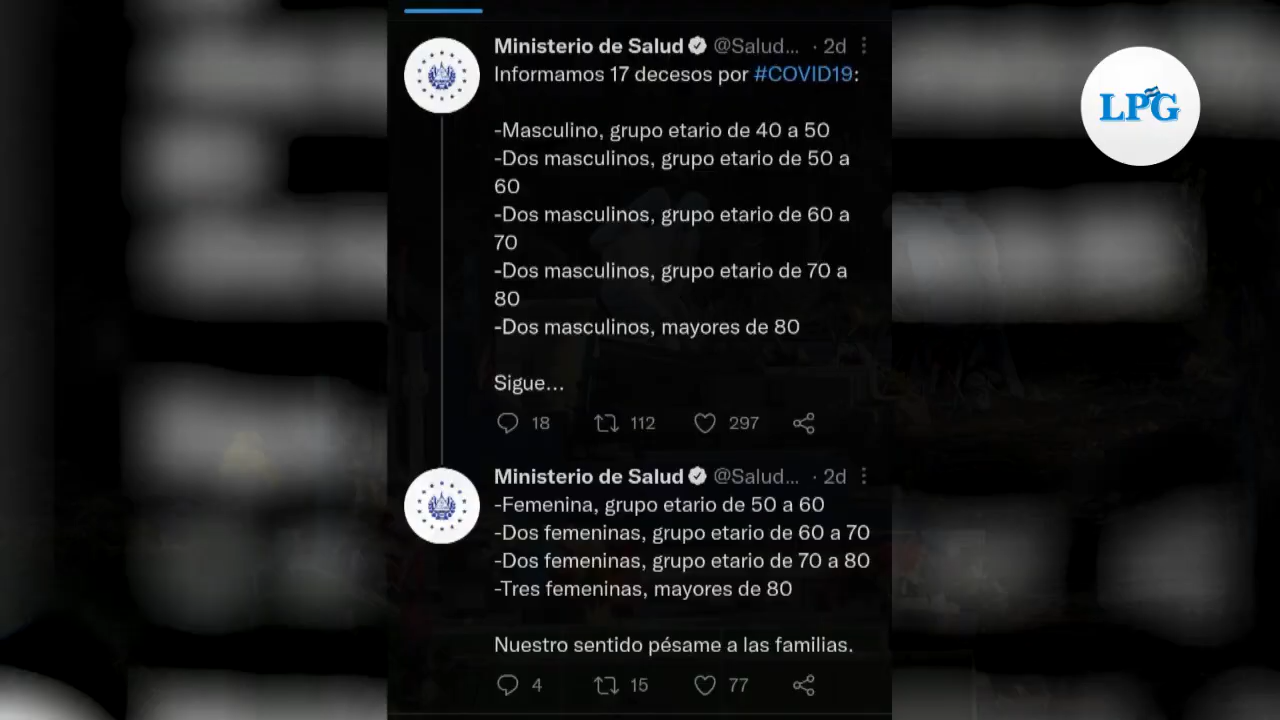 Ministerio de Salud @Salud... · 2d
Informamos 17 decesos por #COVID19:
-Masculino, grupo etario de 40 a 50
-Dos masculinos, grupo etario de 50 a
60
-Dos masculinos, grupo etario de 60 a
70
-Dos masculinos, grupo etario de 70 a
80
-Dos masculinos, mayores de 80
Sigue...
18 112 297
Ministerio de Salud @Salud... · 2d
-Femenina, grupo etario de 50 a 60
-Dos femeninas, grupo etario de 60 a 70
-Dos femeninas, grupo etario de 70 a 80
-Tres femeninas, mayores de 80
Nuestro sentido pésame a las familias.
4 15 77
LPG